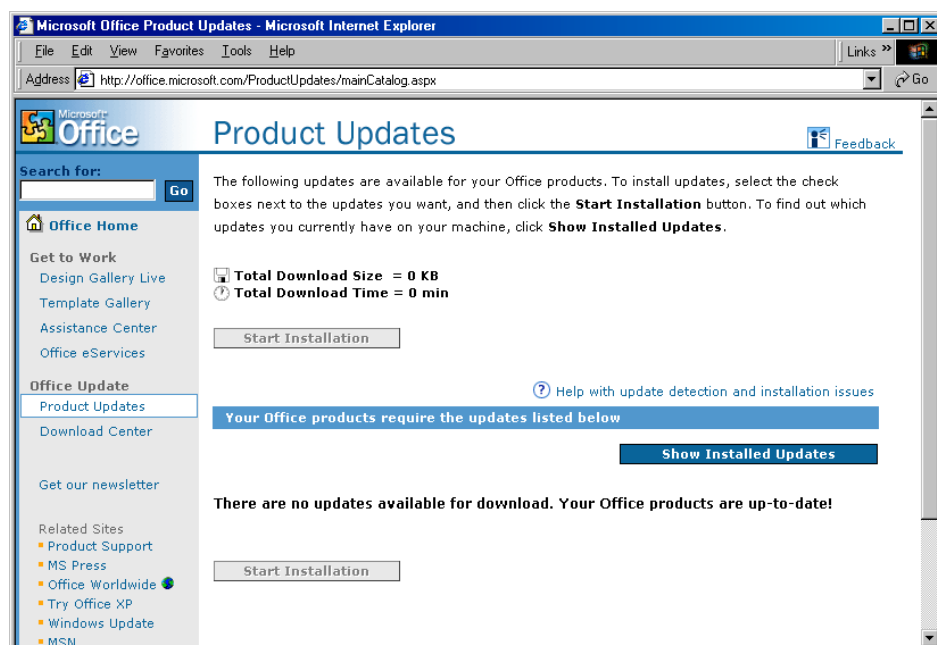 Microsoft Office Product Updates - Microsoft Internet Explorer
File Edit View Favorites Tools Help
Links »
Address http://office.microsoft.com/ProductUpdates/mainCatalog.aspx
Go
Microsoft
Office
Product Updates
Feedback
Search for:
Go
Office Home
Get to Work
Design Gallery Live
Template Gallery
Assistance Center
Office eServices
Office Update
Product Updates
Download Center
Get our newsletter
Related Sites
Product Support
MS Press
Office Worldwide
Try Office XP
Windows Update
MSN
The following updates are available for your Office products. To install updates, select the check
boxes next to the updates you want, and then click the Start Installation button. To find out which
updates you currently have on your machine, click Show Installed Updates.
Total Download Size = 0 KB
Total Download Time = 0 min
Start Installation
? Help with update detection and installation issues
Your Office products require the updates listed below
Show Installed Updates
There are no updates available for download. Your Office products are up-to-date!
Start Installation